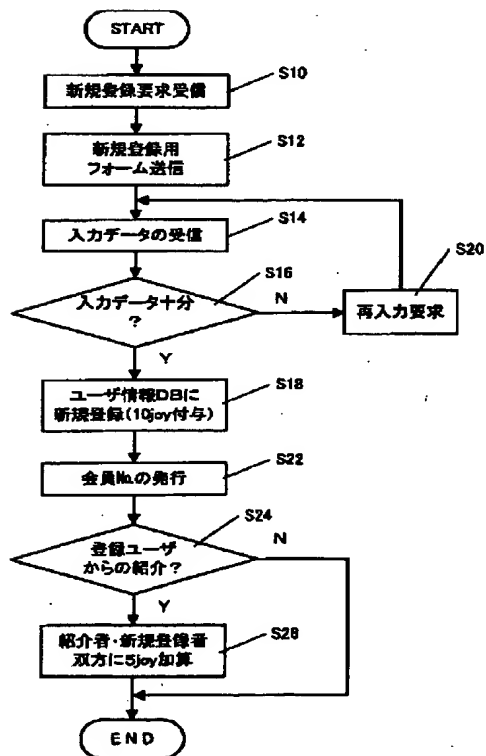 START
S10
新規登録要求受信
S12
新規登録用
フォーム送信
S14
入力データの受信
S16
S20
入力データ十分
?
N
再入力要求
Y
S18
ユーザ情報DBに
新規登録(10joy付与)
S22
会員No.の発行
S24
登録ユーザ
からの紹介?
N
Y
S28
紹介者・新規登録者
双方に5joy加算
END